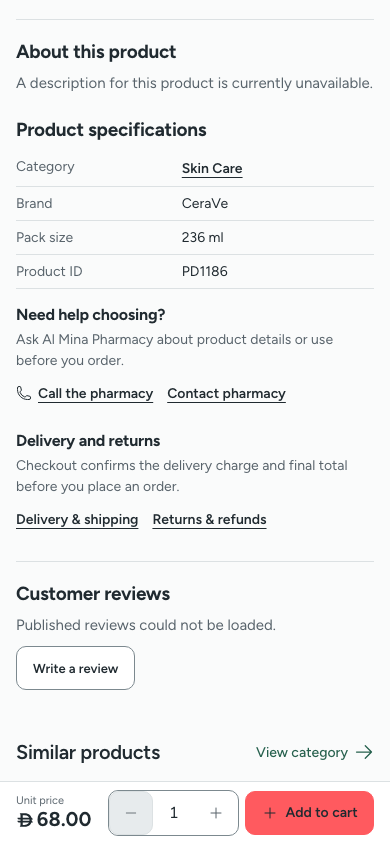 About this product
A description for this product is currently unavailable.
Product specifications
Category Skin Care
Brand CeraVe
Pack size 236 ml
Product ID PD1186
Need help choosing?
Ask Al Mina Pharmacy about product details or use
before you order.
Call the pharmacy Contact pharmacy
Delivery and returns
Checkout confirms the delivery charge and final total
before you place an order.
Delivery & shipping Returns & refunds
Customer reviews
Published reviews could not be loaded.
Write a review
Similar products View category →
Unit price
68.00
− 1 +
+ Add to cart